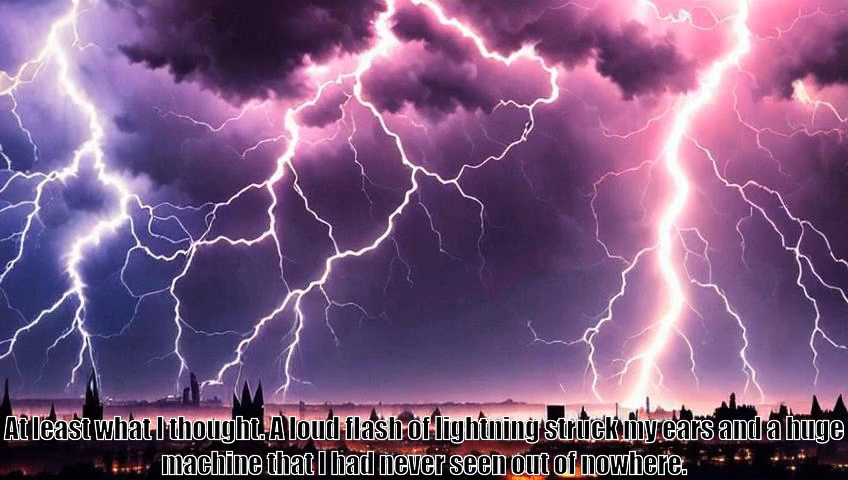 At least what I thought. A loud flash of lightning struck my ears and a huge
machine that I had never seen out of nowhere.